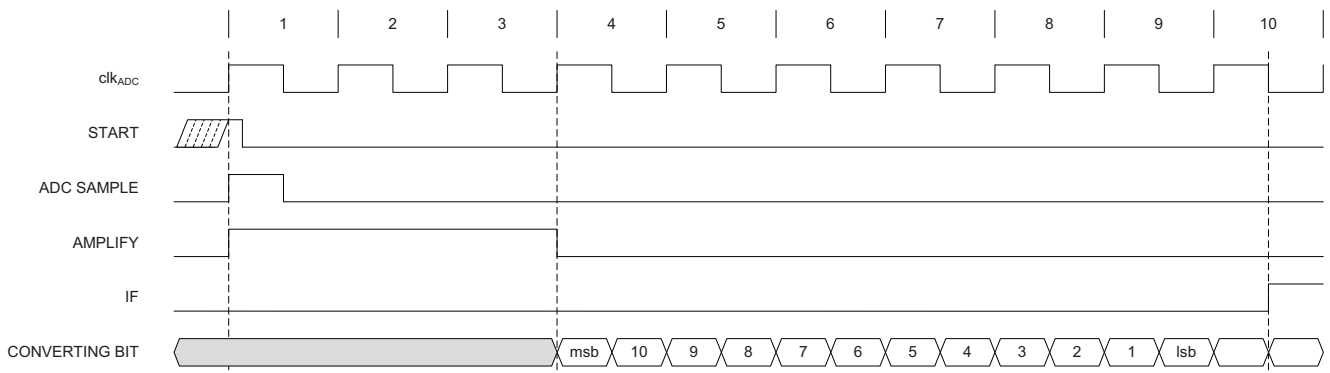 1 2 3 4 5 6 7 8 9 10
clkADC
START
ADC SAMPLE
AMPLIFY
IF
CONVERTING BIT msb 10 9 8 7 6 5 4 3 2 1 lsb